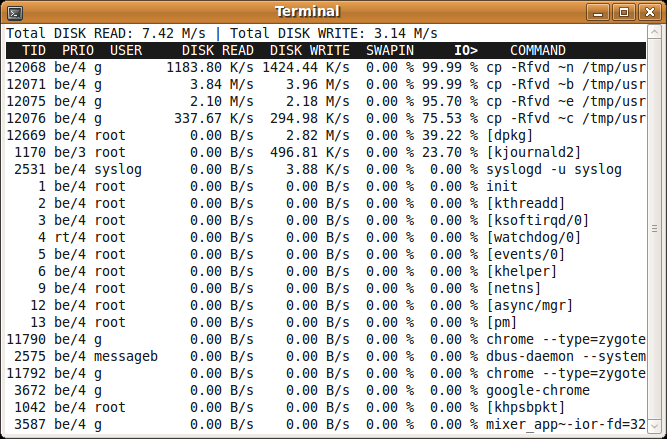 Terminal
Total DISK READ: 7.42 M/s | Total DISK WRITE: 3.14 M/s
TID PRIO USER DISK READ DISK WRITE SWAPIN IO> COMMAND
12068 be/4 g 1183.80 K/s 1424.44 K/s 0.00 % 99.99 % cp -Rfvd ~n /tmp/usr
12071 be/4 g 3.84 M/s 3.96 M/s 0.00 % 99.99 % cp -Rfvd ~b /tmp/usr
12075 be/4 g 2.10 M/s 2.18 M/s 0.00 % 95.70 % cp -Rfvd ~e /tmp/usr
12076 be/4 g 337.67 K/s 294.98 K/s 0.00 % 75.53 % cp -Rfvd ~c /tmp/usr
12669 be/4 root 0.00 B/s 2.82 M/s 0.00 % 39.22 % [dpkg]
1170 be/3 root 0.00 B/s 496.81 K/s 0.00 % 23.70 % [kjournald2]
2531 be/4 syslog 0.00 B/s 3.88 K/s 0.00 % 0.00 % syslogd -u syslog
1 be/4 root 0.00 B/s 0.00 B/s 0.00 % 0.00 % init
2 be/4 root 0.00 B/s 0.00 B/s 0.00 % 0.00 % [kthreadd]
3 be/4 root 0.00 B/s 0.00 B/s 0.00 % 0.00 % [ksoftirqd/0]
4 rt/4 root 0.00 B/s 0.00 B/s 0.00 % 0.00 % [watchdog/0]
5 be/4 root 0.00 B/s 0.00 B/s 0.00 % 0.00 % [events/0]
6 be/4 root 0.00 B/s 0.00 B/s 0.00 % 0.00 % [khelper]
9 be/4 root 0.00 B/s 0.00 B/s 0.00 % 0.00 % [netns]
12 be/4 root 0.00 B/s 0.00 B/s 0.00 % 0.00 % [async/mgr]
13 be/4 root 0.00 B/s 0.00 B/s 0.00 % 0.00 % [pm]
11790 be/4 g 0.00 B/s 0.00 B/s 0.00 % 0.00 % chrome --type=zygote
2575 be/4 messageb 0.00 B/s 0.00 B/s 0.00 % 0.00 % dbus-daemon --system
11792 be/4 g 0.00 B/s 0.00 B/s 0.00 % 0.00 % chrome --type=zygote
3672 be/4 g 0.00 B/s 0.00 B/s 0.00 % 0.00 % google-chrome
1042 be/4 root 0.00 B/s 0.00 B/s 0.00 % 0.00 % [khpsbpkt]
3587 be/4 g 0.00 B/s 0.00 B/s 0.00 % 0.00 % mixer_app~-ior-fd=32